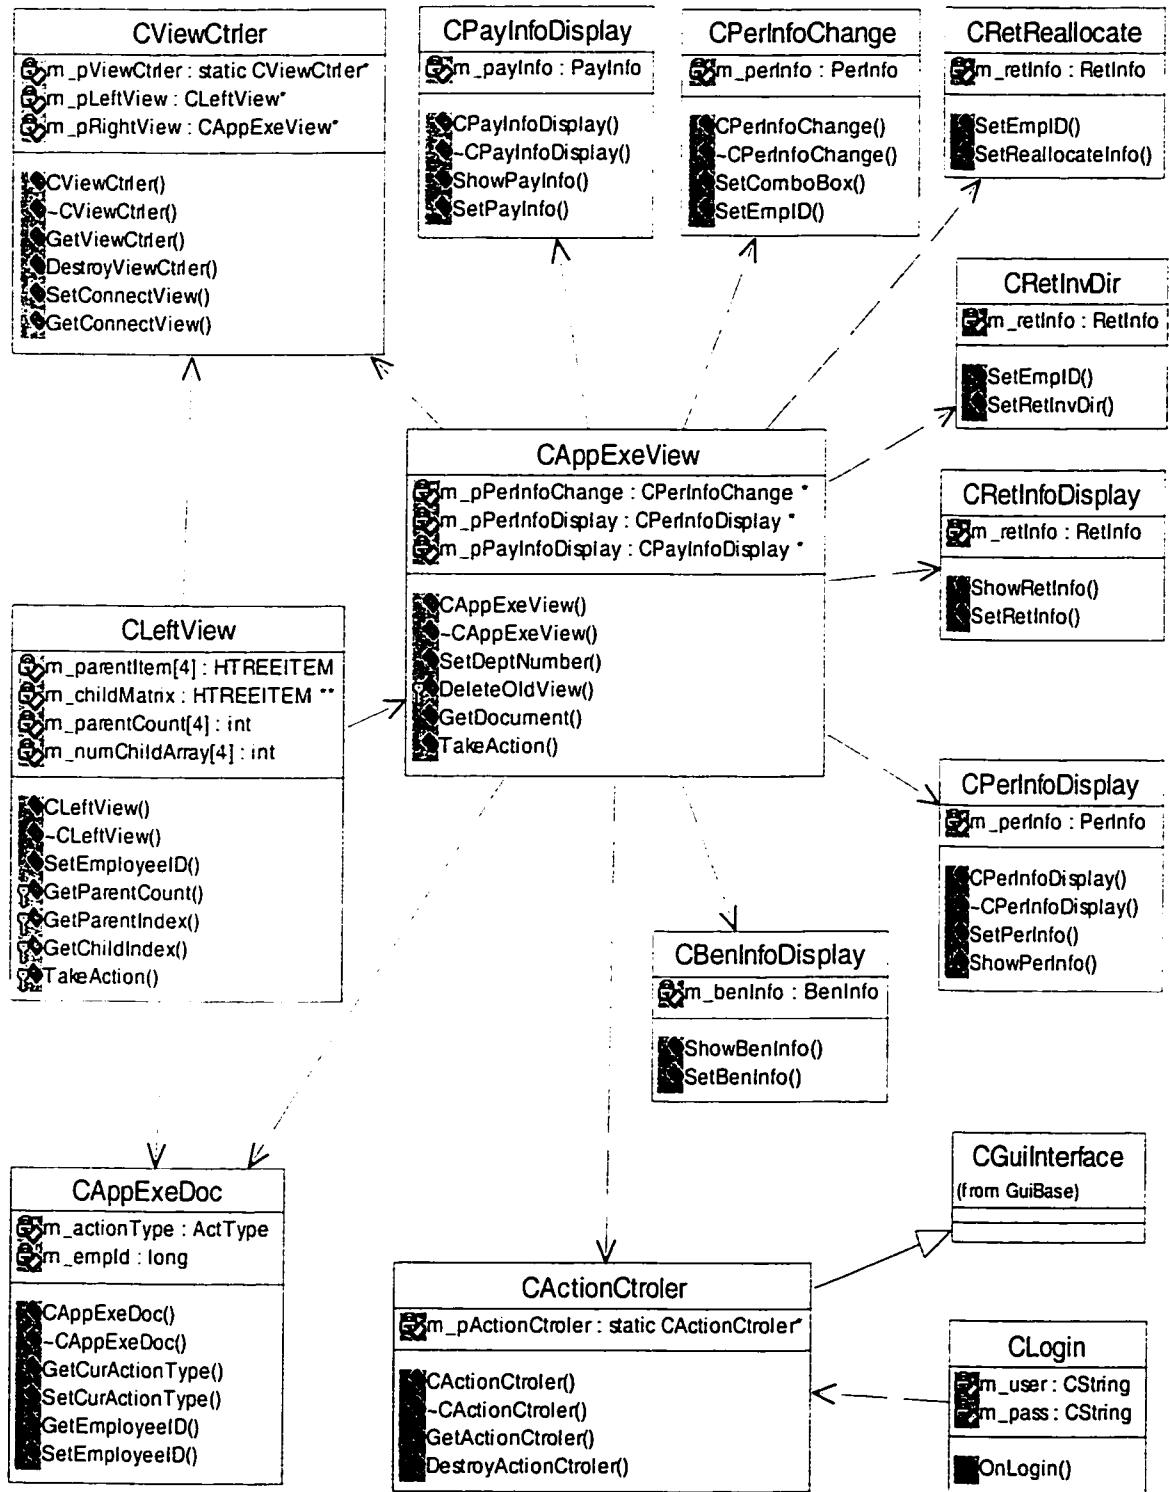 CViewCtrler
m_pViewCtrler : static CViewCtrler*
m_pLeftView : CLeftView*
m_pRightView : CAppExeView*
CViewCtrler()
~CViewCtrler()
GetViewCtrler()
DestroyViewCtrler()
SetConnectView()
GetConnectView()
CPayInfoDisplay
m_payInfo : PayInfo
CPayInfoDisplay()
~CPayInfoDisplay()
ShowPayInfo()
SetPayInfo()
CPerInfoChange
m_perInfo : PerInfo
CPerInfoChange()
~CPerInfoChange()
SetComboBox()
SetEmpID()
CRetReallocate
m_retInfo : RetInfo
SetEmpID()
SetReallocateInfo()
CRetInvDir
m_retInfo : RetInfo
SetEmpID()
SetRetInvDir()
CAppExeView
m_pPerInfoChange : CPerInfoChange *
m_pPerInfoDisplay : CPerInfoDisplay *
m_pPayInfoDisplay : CPayInfoDisplay *
CAppExeView()
~CAppExeView()
SetDeptNumber()
DeleteOldView()
GetDocument()
TakeAction()
CRetInfoDisplay
m_retInfo : RetInfo
ShowRetInfo()
SetRetInfo()
CLeftView
m_parentItem[4] : HTREEITEM
m_childMatrix : HTREEITEM **
m_parentCount[4] : int
m_numChildArray[4] : int
CLeftView()
~CLeftView()
SetEmployeeID()
GetParentCount()
GetParentIndex()
GetChildIndex()
TakeAction()
CPerInfoDisplay
m_perInfo : PerInfo
CPerInfoDisplay()
~CPerInfoDisplay()
SetPerInfo()
ShowPerInfo()
CBenInfoDisplay
m_benInfo : BenInfo
ShowBenInfo()
SetBenInfo()
CAppExeDoc
m_actionType : ActType
m_empId : long
CAppExeDoc()
~CAppExeDoc()
GetCurActionType()
SetCurActionType()
GetEmployeeID()
SetEmployeeID()
CGuiInterface
(from GuiBase)
CActionCtroler
m_pActionCtroler : static CActionCtroler*
CActionCtroler()
~CActionCtroler()
GetActionCtroler()
DestroyActionCtroler()
CLogin
m_user : CString
m_pass : CString
OnLogin()